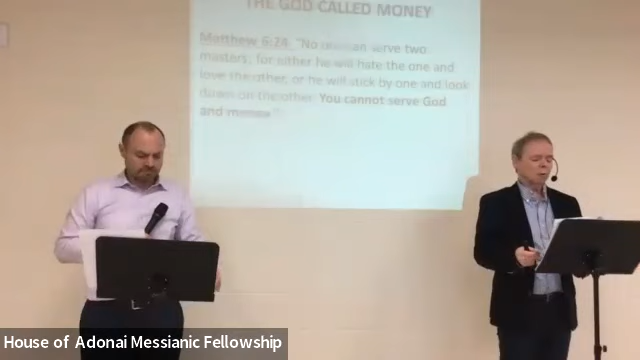 THE GOD CALLED MONEY
Matthew 6:24 "No one can serve two
masters, for either he will hate the one and
love the other, or he will stick by one and look
down on the other. You cannot serve God
and money."
House of Adonai Messianic Fellowship